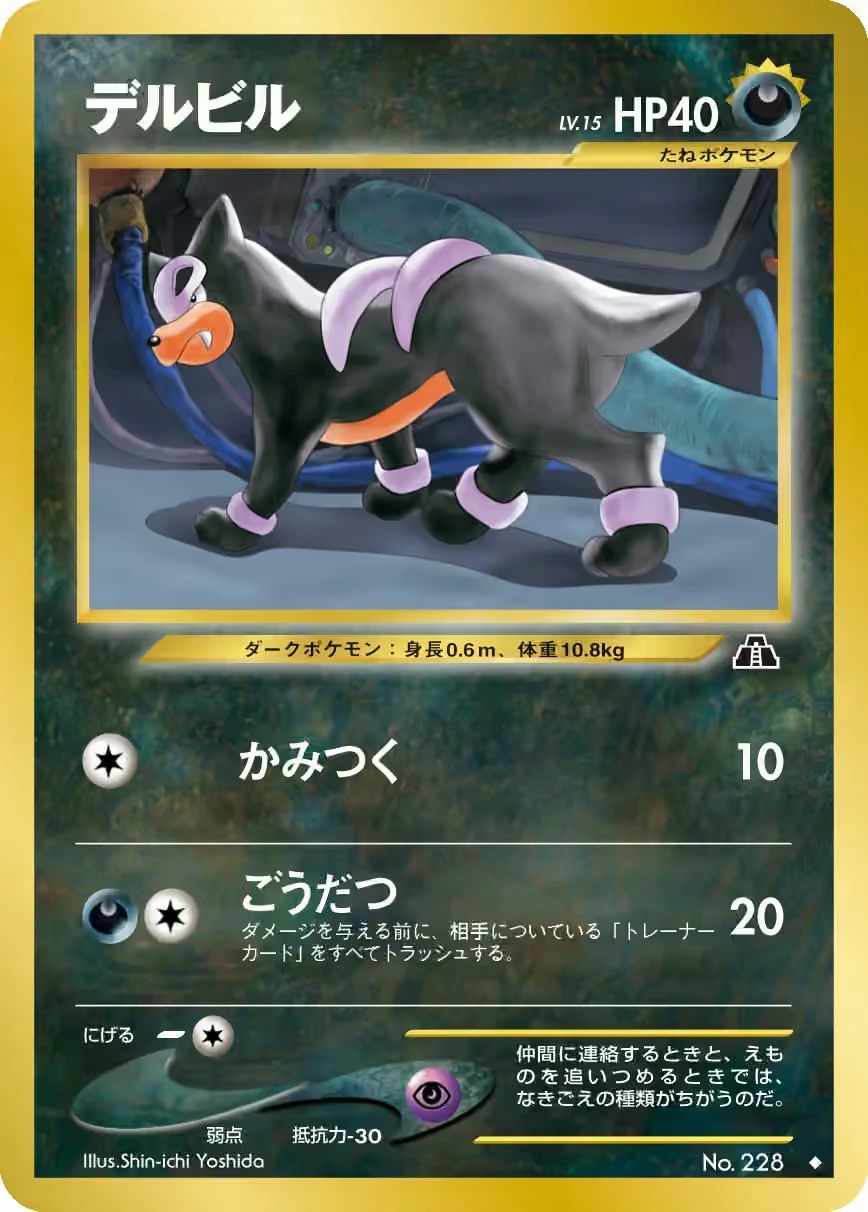 デルビル
LV.15 HP40
たねポケモン
ダークポケモン：身長0.6m、体重10.8kg
かみつく 10
ごうだつ 20
ダメージを与える前に、相手についている「トレーナー
カード」をすべてトラッシュする。
にげる
仲間に連絡するときと、えも
のを追いつめるときでは、
なきごえの種類がちがうのだ。
弱点 抵抗力-30
Illus.Shin-ichi Yoshida No. 228